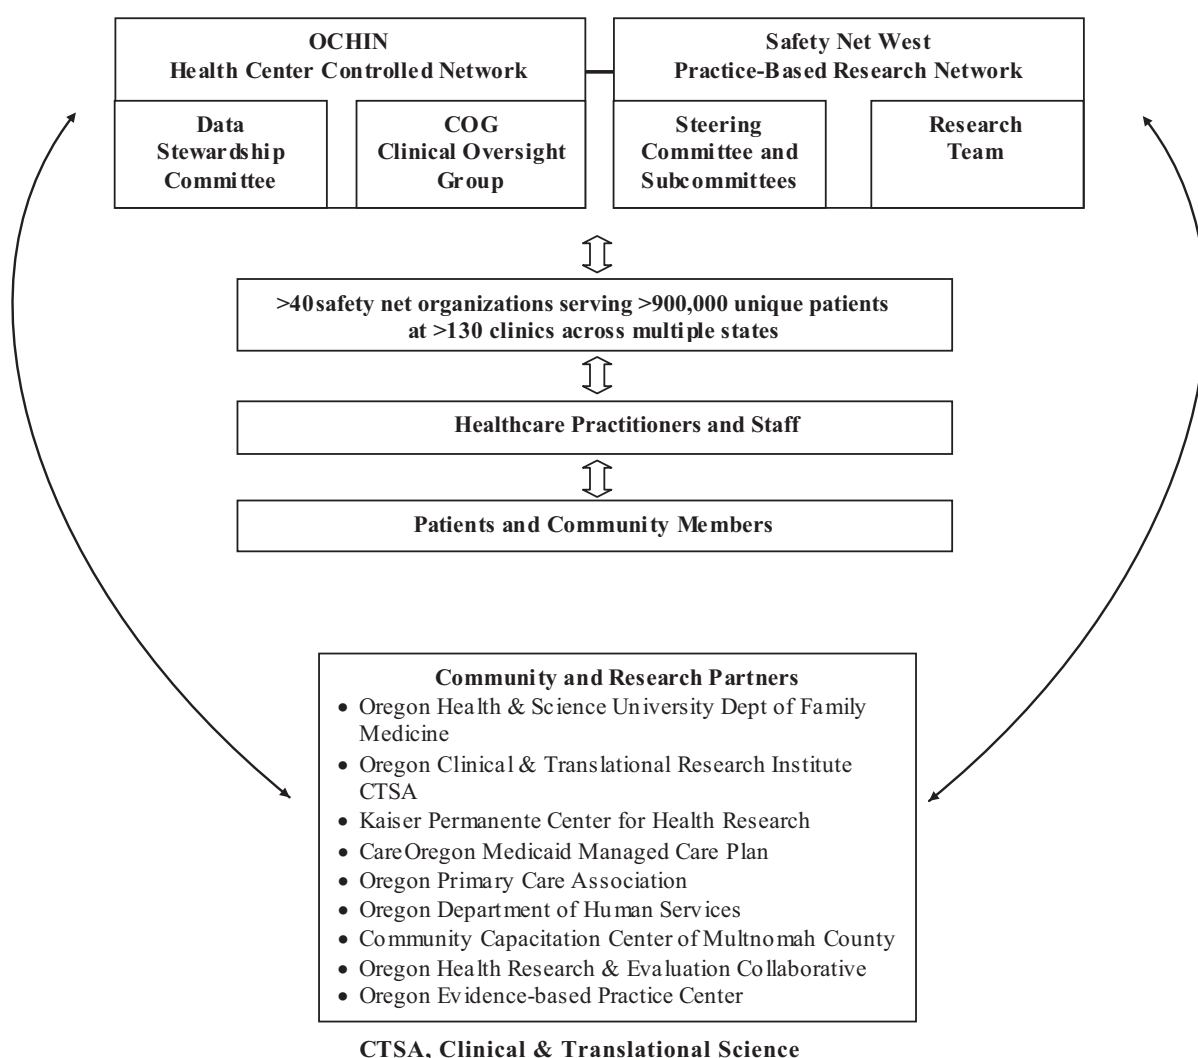 OCHIN
Health Center Controlled Network
Safety Net West
Practice-Based Research Network
Data
Stewardship
Committee
COG
Clinical Oversight
Group
Steering
Committee and
Subcommittees
Research
Team
>40 safety net organizations serving >900,000 unique patients
at >130 clinics across multiple states
Healthcare Practitioners and Staff
Patients and Community Members
Community and Research Partners
• Oregon Health & Science University Dept of Family
Medicine
• Oregon Clinical & Translational Research Institute
CTSA
• Kaiser Permanente Center for Health Research
• CareOregon Medicaid Managed Care Plan
• Oregon Primary Care Association
• Oregon Department of Human Services
• Community Capacitation Center of Multnomah County
• Oregon Health Research & Evaluation Collaborative
• Oregon Evidence-based Practice Center
CTSA, Clinical & Translational Science